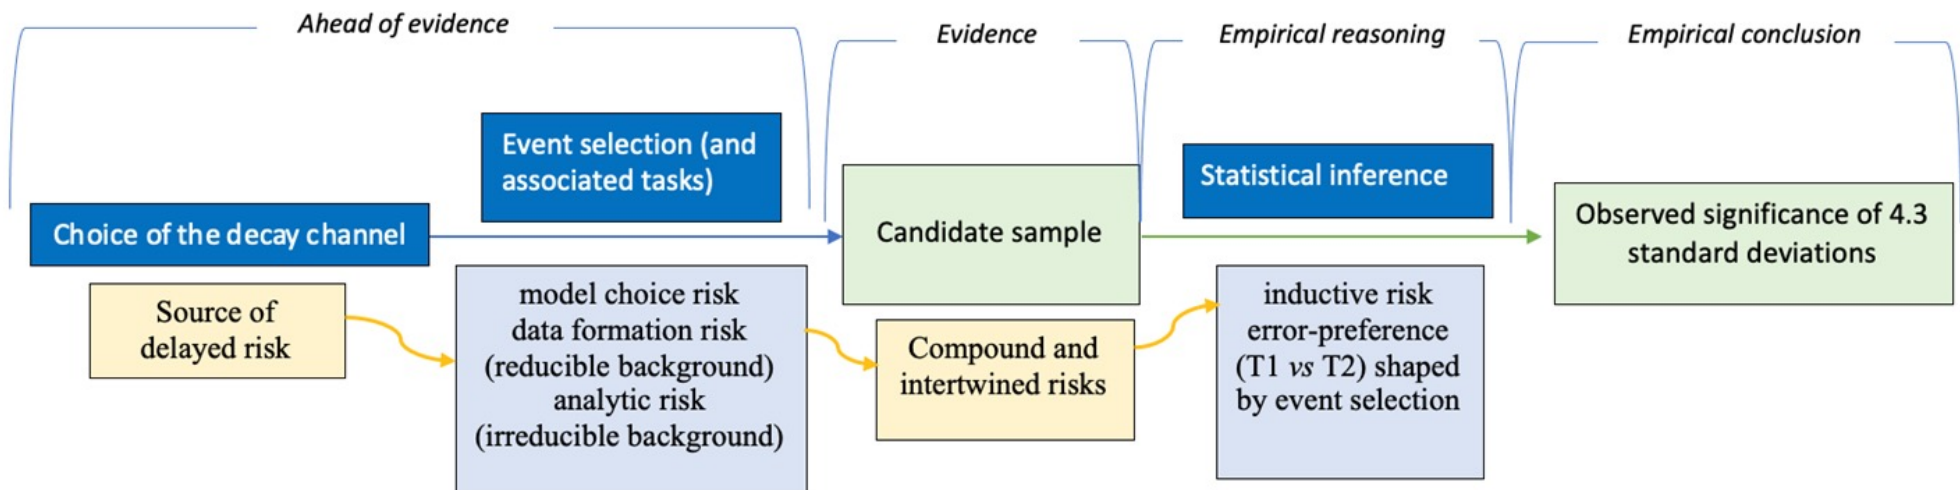 Ahead of evidence
Evidence
Empirical reasoning
Empirical conclusion
Choice of the decay channel
Event selection (and
associated tasks)
Candidate sample
Statistical inference
Observed significance of 4.3
standard deviations
Source of
delayed risk
model choice risk
data formation risk
(reducible background)
analytic risk
(irreducible background)
Compound and
intertwined risks
inductive risk
error-preference
(T1 vs T2) shaped
by event selection